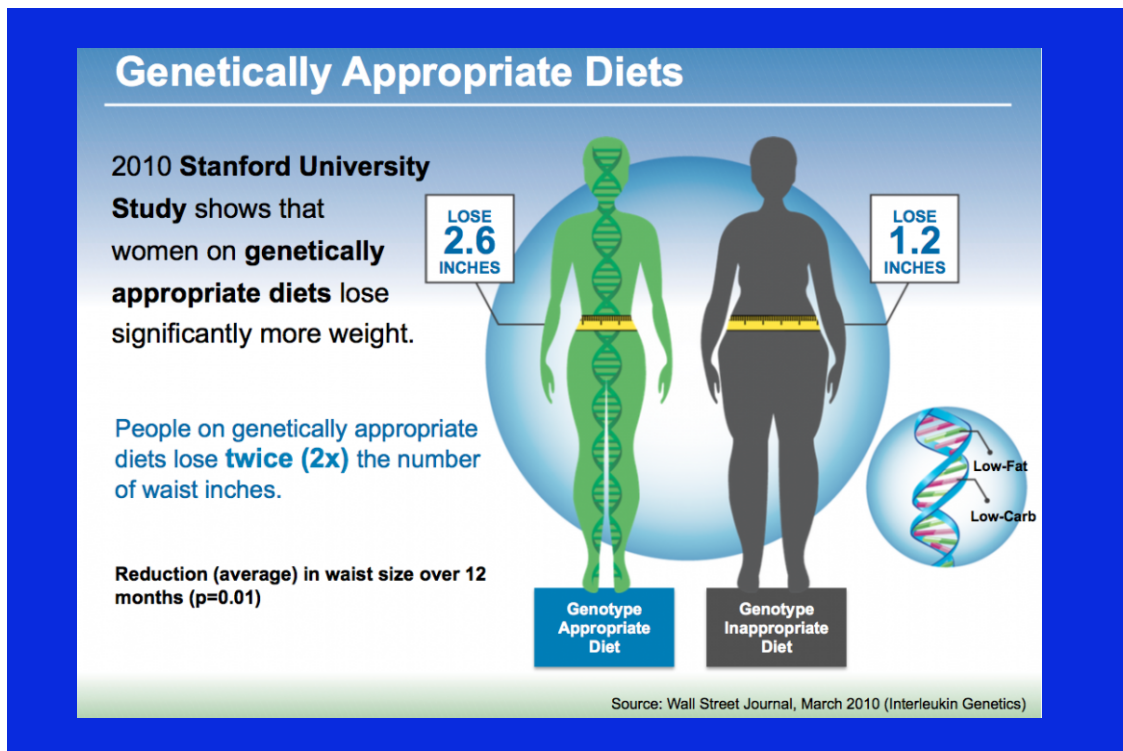 Genetically Appropriate Diets
2010 Stanford University
Study shows that
women on genetically
appropriate diets lose
significantly more weight.
People on genetically appropriate
diets lose twice (2x) the number
of waist inches.
Reduction (average) in waist size over 12
months (p=0.01)
LOSE
2.6
INCHES
LOSE
1.2
INCHES
Low-Fat
Low-Carb
Genotype
Appropriate
Diet
Genotype
Inappropriate
Diet
Source: Wall Street Journal, March 2010 (Interleukin Genetics)